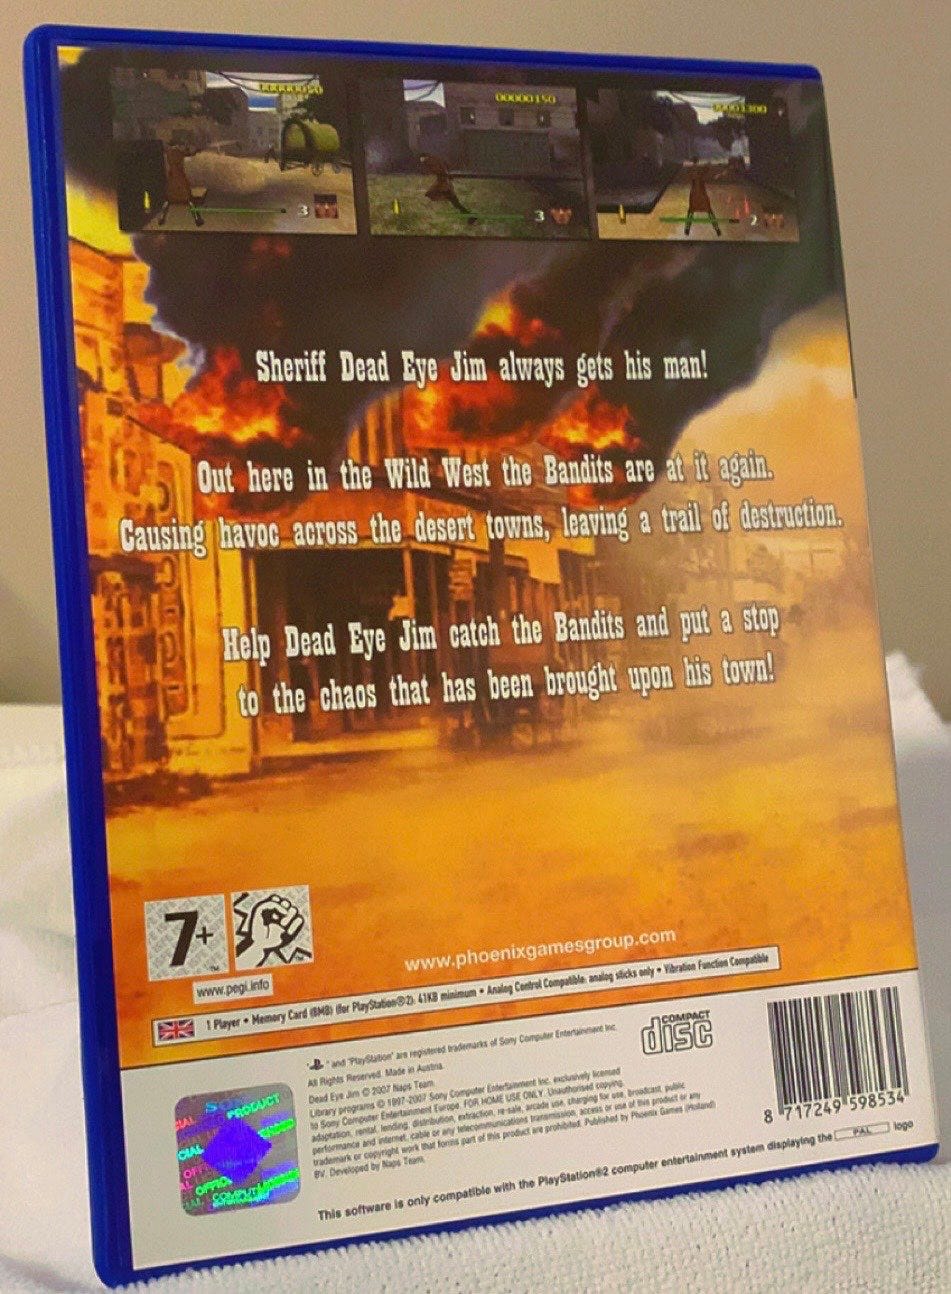 00000050
00000150
00001300
3
3
2
Sheriff Dead Eye Jim always gets his man!
Out here in the Wild West the Bandits are at it again.
Causing havoc across the desert towns, leaving a trail of destruction.
Help Dead Eye Jim catch the Bandits and put a stop
to the chaos that has been brought upon his town!
7+
™
™
www.pegi.info
www.phoenixgamesgroup.com
1 Player • Memory Card (8MB) (for PlayStation®2): 41KB minimum • Analog Control Compatible: analog sticks only • Vibration Function Compatible
COMPACT
disc
" " and "PlayStation" are registered trademarks of Sony Computer Entertainment Inc.
All Rights Reserved. Made in Austria.
Dead Eye Jim © 2007 Naps Team.
Library programs © 1997-2007 Sony Computer Entertainment Inc. exclusively licensed
to Sony Computer Entertainment Europe. FOR HOME USE ONLY. Unauthorised copying,
adaptation, rental, lending, distribution, extraction, re-sale, arcade use, charging for use, broadcast, public
performance and internet, cable or any telecommunications transmission, access or use of this product or any
trademark or copyright work that forms part of this product are prohibited. Published by Phoenix Games (Holland)
BV. Developed by Naps Team.
8 717249 598534
PRODUCT
OFFIC
COMPUT
This software is only compatible with the PlayStation®2 computer entertainment system displaying the PAL logo